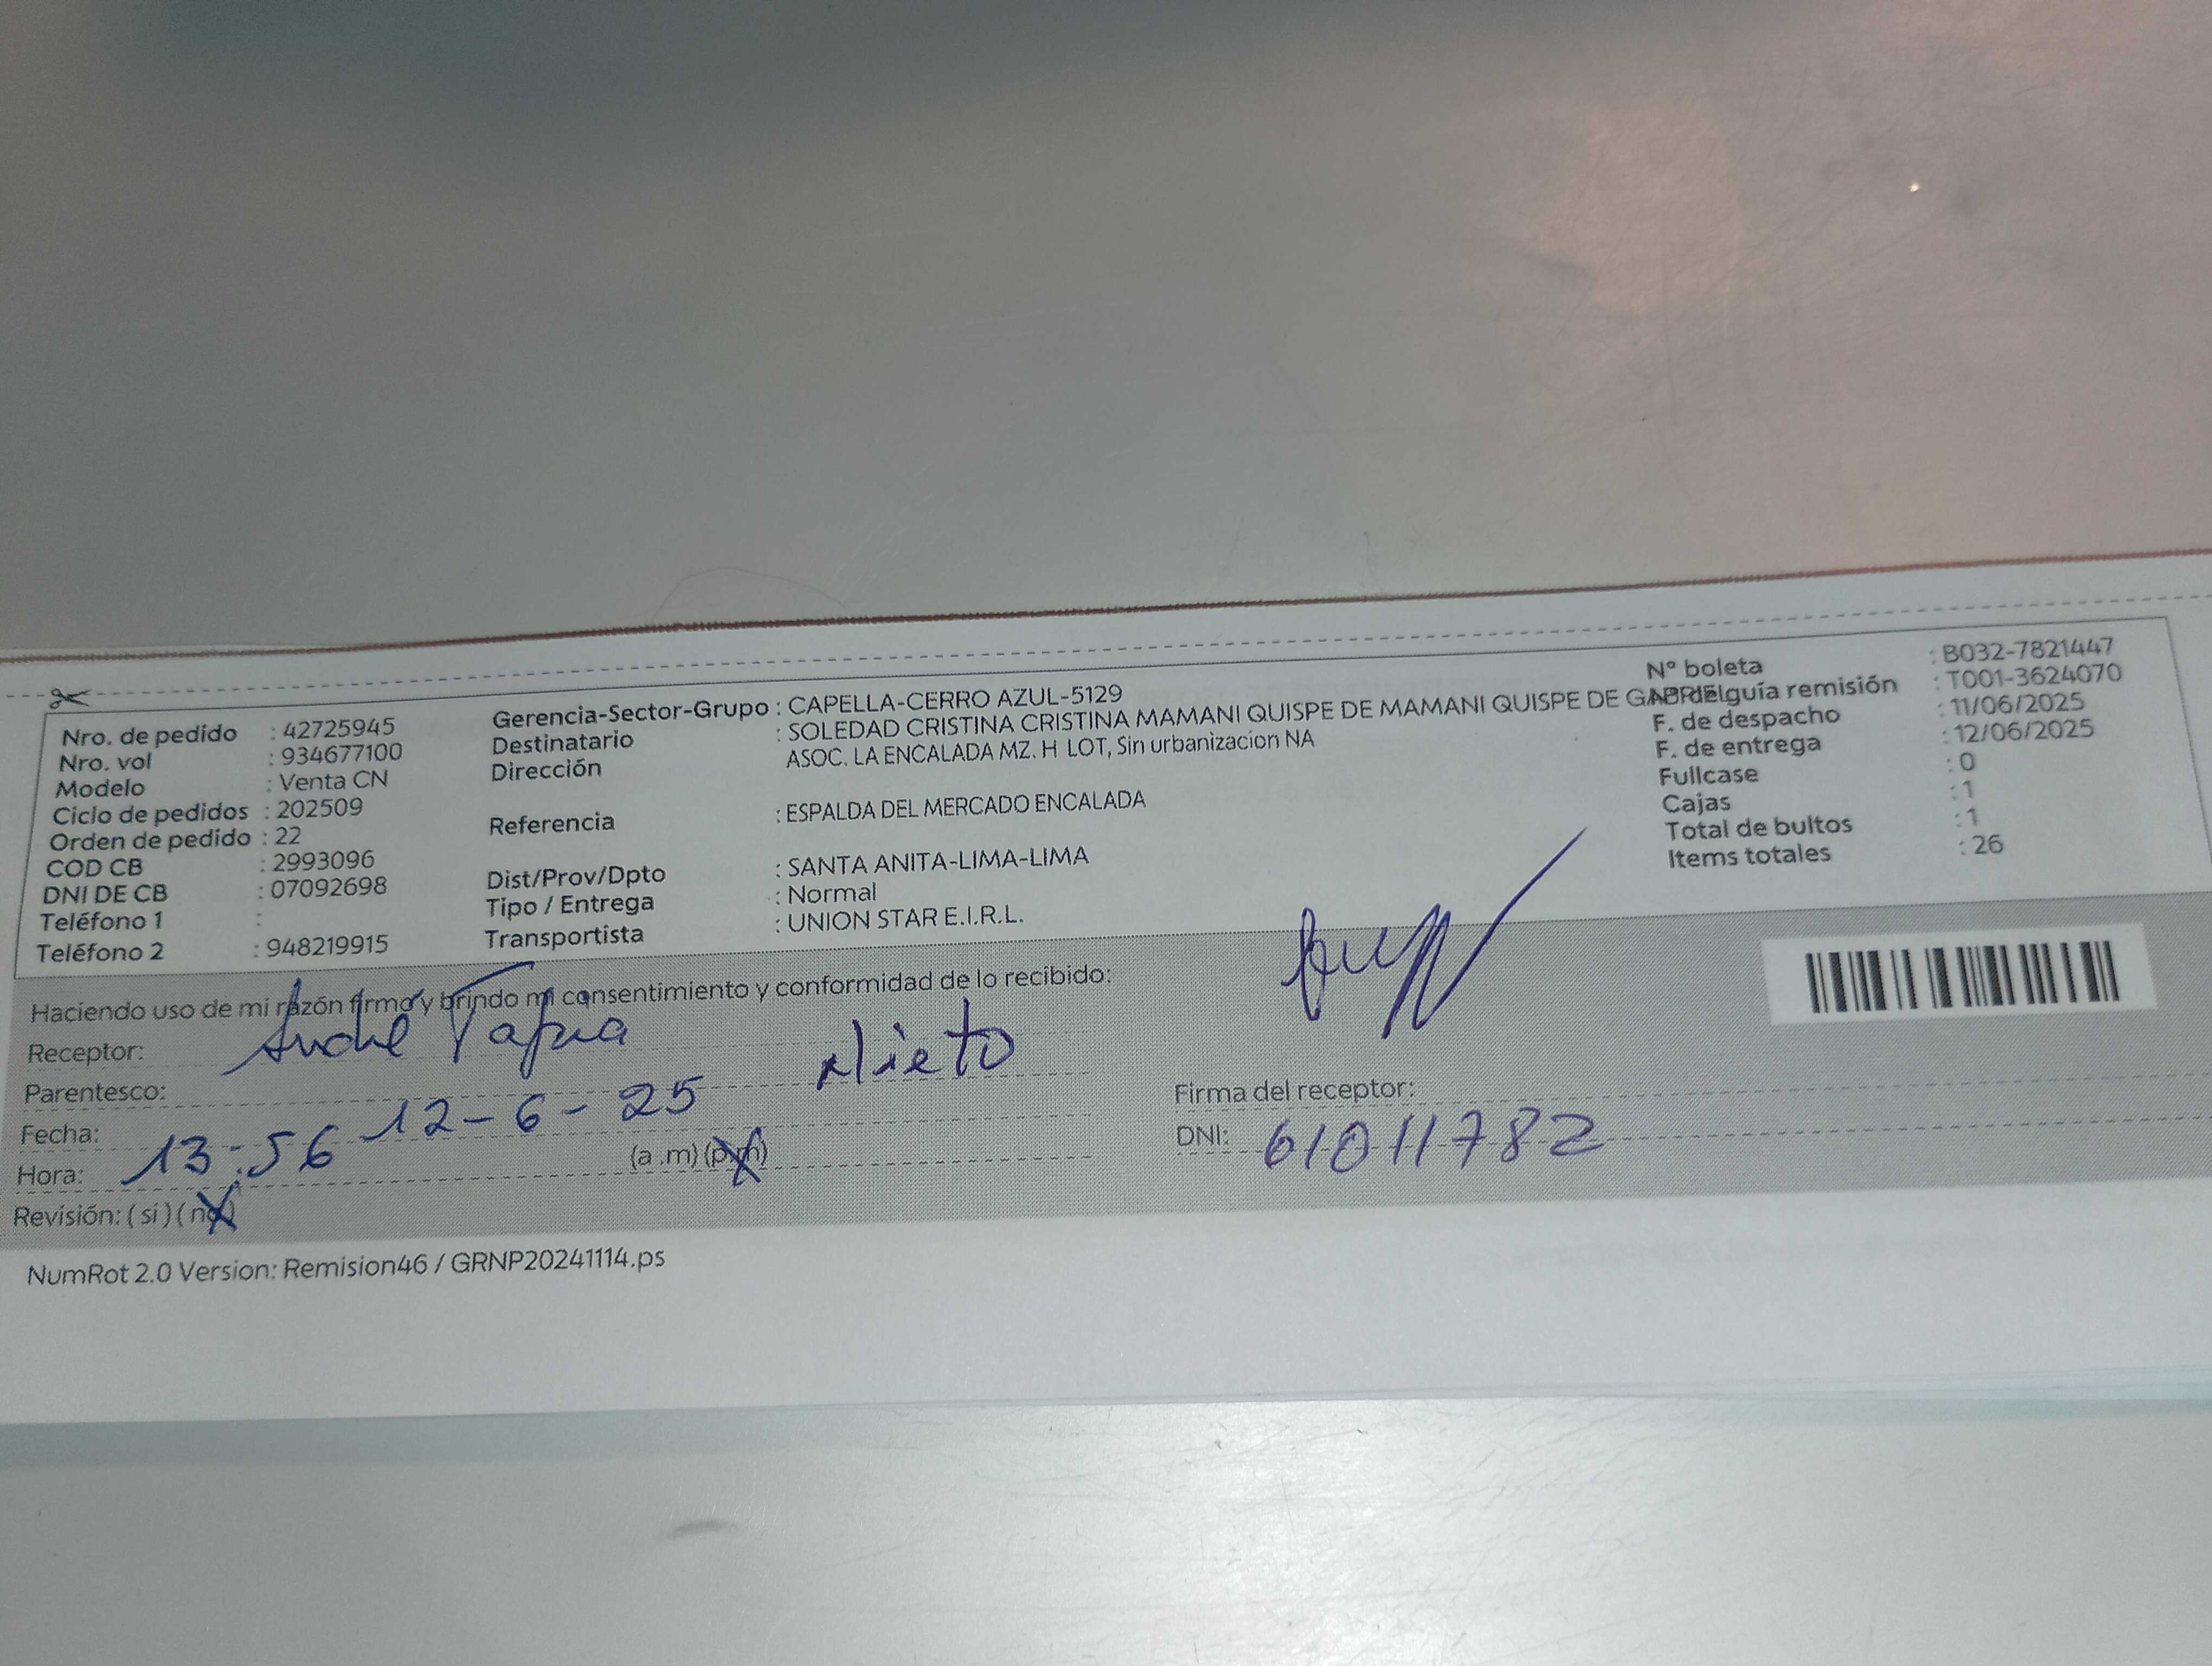 Nro. de pedido : 42725945
Nro. vol : 934677100
Modelo : Venta CN
Ciclo de pedidos : 202509
Orden de pedido : 22
COD CB : 2993096
DNI DE CB : 07092698
Teléfono 1 :
Teléfono 2 : 948219915
Gerencia-Sector-Grupo : CAPELLA-CERRO AZUL-5129
Destinatario : SOLEDAD CRISTINA CRISTINA MAMANI QUISPE DE MAMANI QUISPE DE GABRIEL
Dirección ASOC. LA ENCALADA MZ. H LOT, Sin urbanizacion NA
Referencia : ESPALDA DEL MERCADO ENCALADA
Dist/Prov/Dpto : SANTA ANITA-LIMA-LIMA
Tipo / Entrega : Normal
Transportista : UNION STAR E.I.R.L.
N° boleta : B032-7821447
guía remisión : T001-3624070
F. de despacho : 11/06/2025
F. de entrega : 12/06/2025
Fullcase : 0
Cajas : 1
Total de bultos : 1
Items totales : 26
Haciendo uso de mi razón firmo y brindo mi consentimiento y conformidad de lo recibido:
Receptor: Andre Tapia
Parentesco: Nieto
Fecha: 12-6-25
Hora: 13:56 (a .m) (p.m)
Revisión: ( si ) ( no )
Firma del receptor:
DNI: 61011782
NumRot 2.0 Version: Remision46 / GRNP20241114.ps